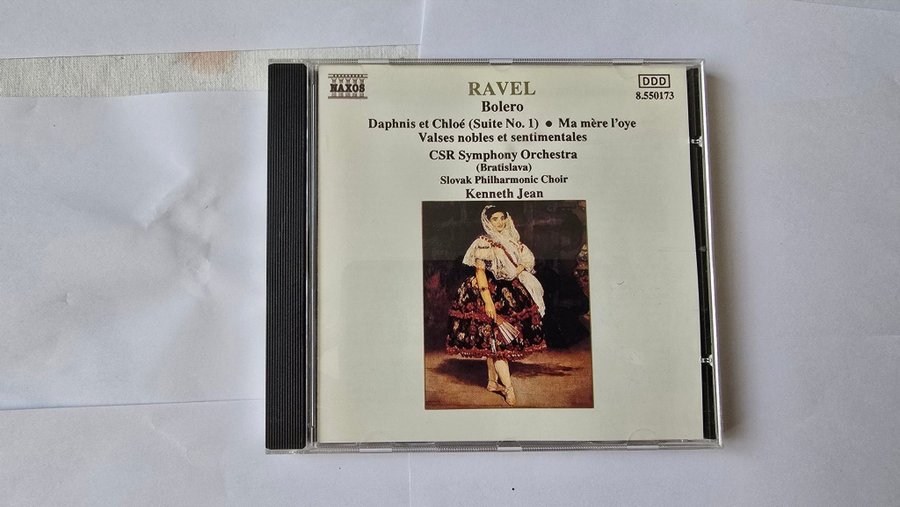 NAXOS
DDD
8.550173
RAVEL
Bolero
Daphnis et Chloé (Suite No. 1) ● Ma mère l'oye
Valses nobles et sentimentales
CSR Symphony Orchestra
(Bratislava)
Slovak Philharmonic Choir
Kenneth Jean